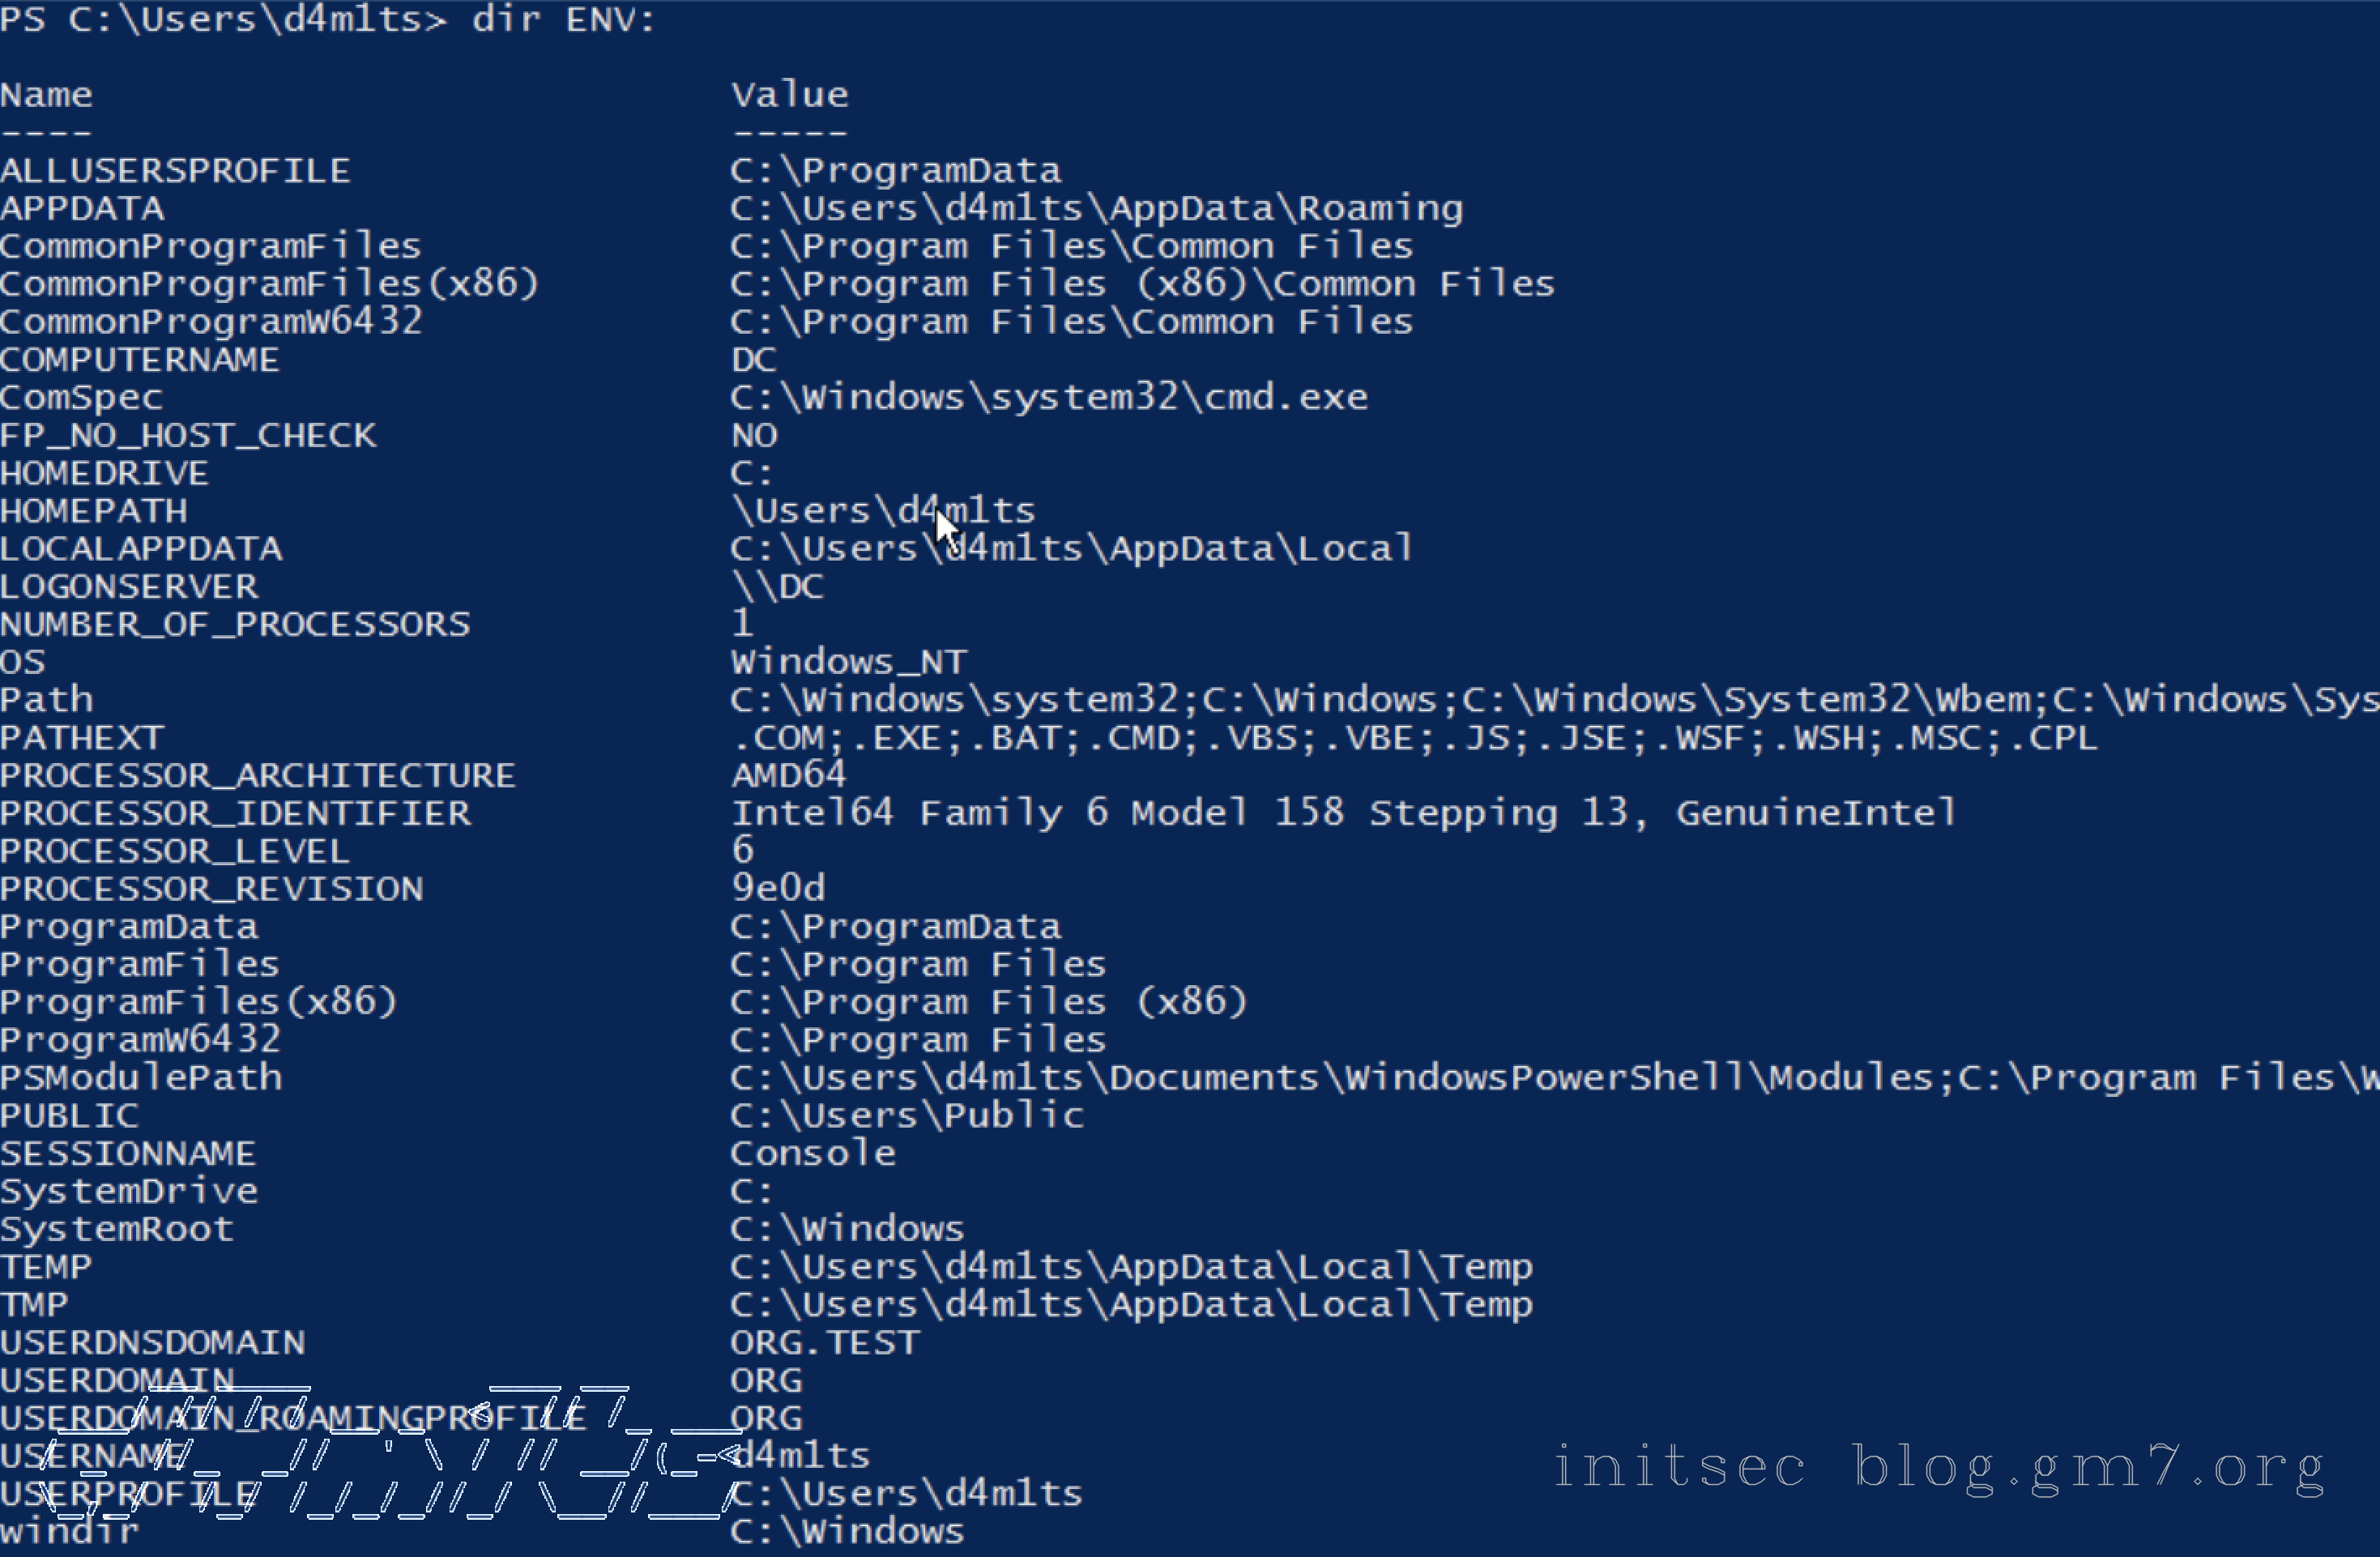 PS C:\Users\d4m1ts> dir ENV:
Name Value
---- -----
ALLUSERSPROFILE C:\ProgramData
APPDATA C:\Users\d4m1ts\AppData\Roaming
CommonProgramFiles C:\Program Files\Common Files
CommonProgramFiles(x86) C:\Program Files (x86)\Common Files
CommonProgramW6432 C:\Program Files\Common Files
COMPUTERNAME DC
ComSpec C:\Windows\system32\cmd.exe
FP_NO_HOST_CHECK NO
HOMEDRIVE C:
HOMEPATH \Users\d4m1ts
LOCALAPPDATA C:\Users\d4m1ts\AppData\Local
LOGONSERVER \\DC
NUMBER_OF_PROCESSORS 1
OS Windows_NT
Path C:\Windows\system32;C:\Windows;C:\Windows\System32\Wbem;C:\Windows\Sys
PATHEXT .COM;.EXE;.BAT;.CMD;.VBS;.VBE;.JS;.JSE;.WSF;.WSH;.MSC;.CPL
PROCESSOR_ARCHITECTURE AMD64
PROCESSOR_IDENTIFIER Intel64 Family 6 Model 158 Stepping 13, GenuineIntel
PROCESSOR_LEVEL 6
PROCESSOR_REVISION 9e0d
ProgramData C:\ProgramData
ProgramFiles C:\Program Files
ProgramFiles(x86) C:\Program Files (x86)
ProgramW6432 C:\Program Files
PSModulePath C:\Users\d4m1ts\Documents\WindowsPowerShell\Modules;C:\Program Files\W
PUBLIC C:\Users\Public
SESSIONNAME Console
SystemDrive C:
SystemRoot C:\Windows
TEMP C:\Users\d4m1ts\AppData\Local\Temp
TMP C:\Users\d4m1ts\AppData\Local\Temp
USERDNSDOMAIN ORG.TEST
USERDOMAIN ORG
USERDOMAIN_ROAMINGPROFILE ORG
USERNAME d4m1ts
USERPROFILE C:\Users\d4m1ts
windir C:\Windows
initsec blog.gm7.org